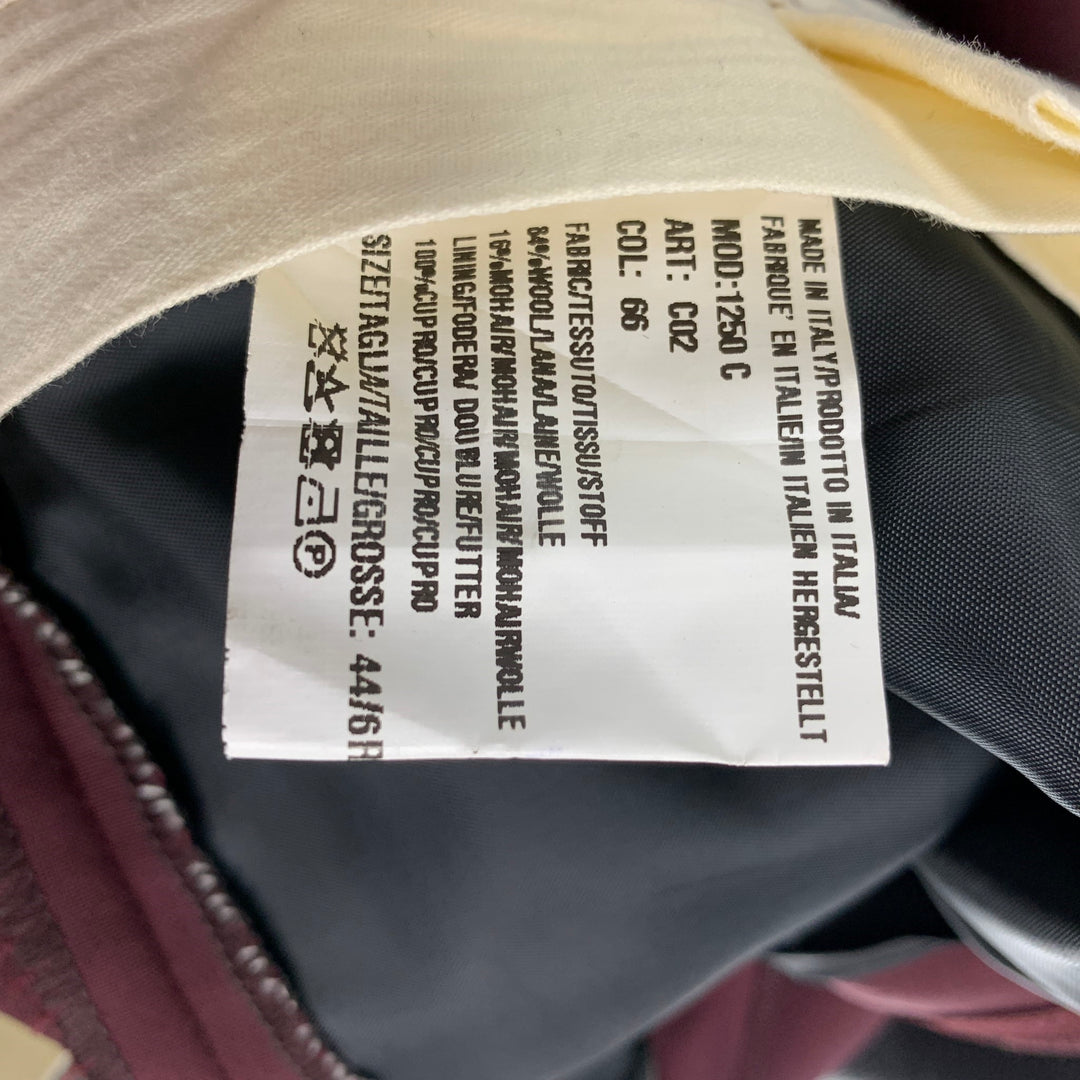 MADE IN ITALY/PRODOTTO IN ITALIA/
FABRIQUE' EN ITALIE/IN ITALIEN HERGESTELLT
MOD:1250 C
ART: C02
COL: 66
FABRIC/TESSUTO/TISSU/STOFF
84%WOOL/LANA/LAINE/WOLLE
16%MOHAIR/MOHAIR/MOHAIR/MOHAIRWOLLE
LINING/FODERA/ DOUBLURE/FUTTER
100%CUPRO/CUPRO/CUPRO/CUPRO
SIZE/TAGLIA/TAILLE/GROSSE: 44/6R
P